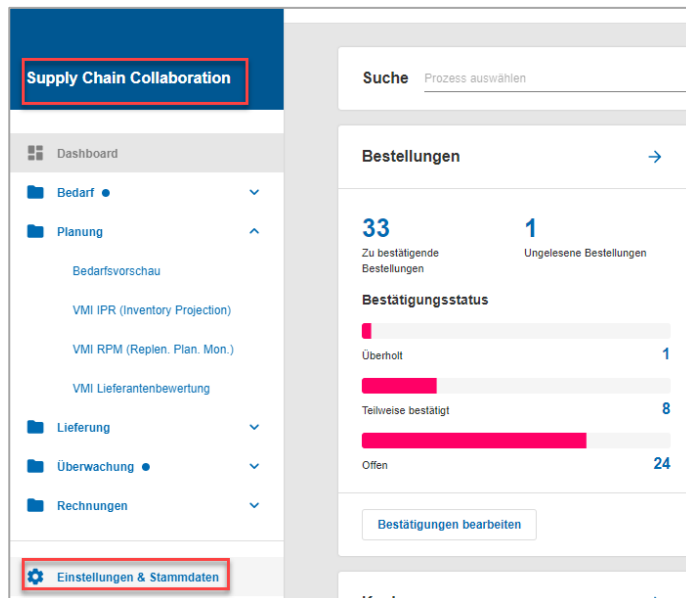 Supply Chain Collaboration
Dashboard
Bedarf
Planung
Bedarfsvorschau
VMI IPR (Inventory Projection)
VMI RPM (Replen. Plan. Mon.)
VMI Lieferantenbewertung
Lieferung
Überwachung
Rechnungen
Einstellungen & Stammdaten
Suche Prozess auswählen
Bestellungen
33
Zu bestätigende
Bestellungen
1
Ungelesene Bestellungen
Bestätigungsstatus
Überholt 1
Teilweise bestätigt 8
Offen 24
Bestätigungen bearbeiten